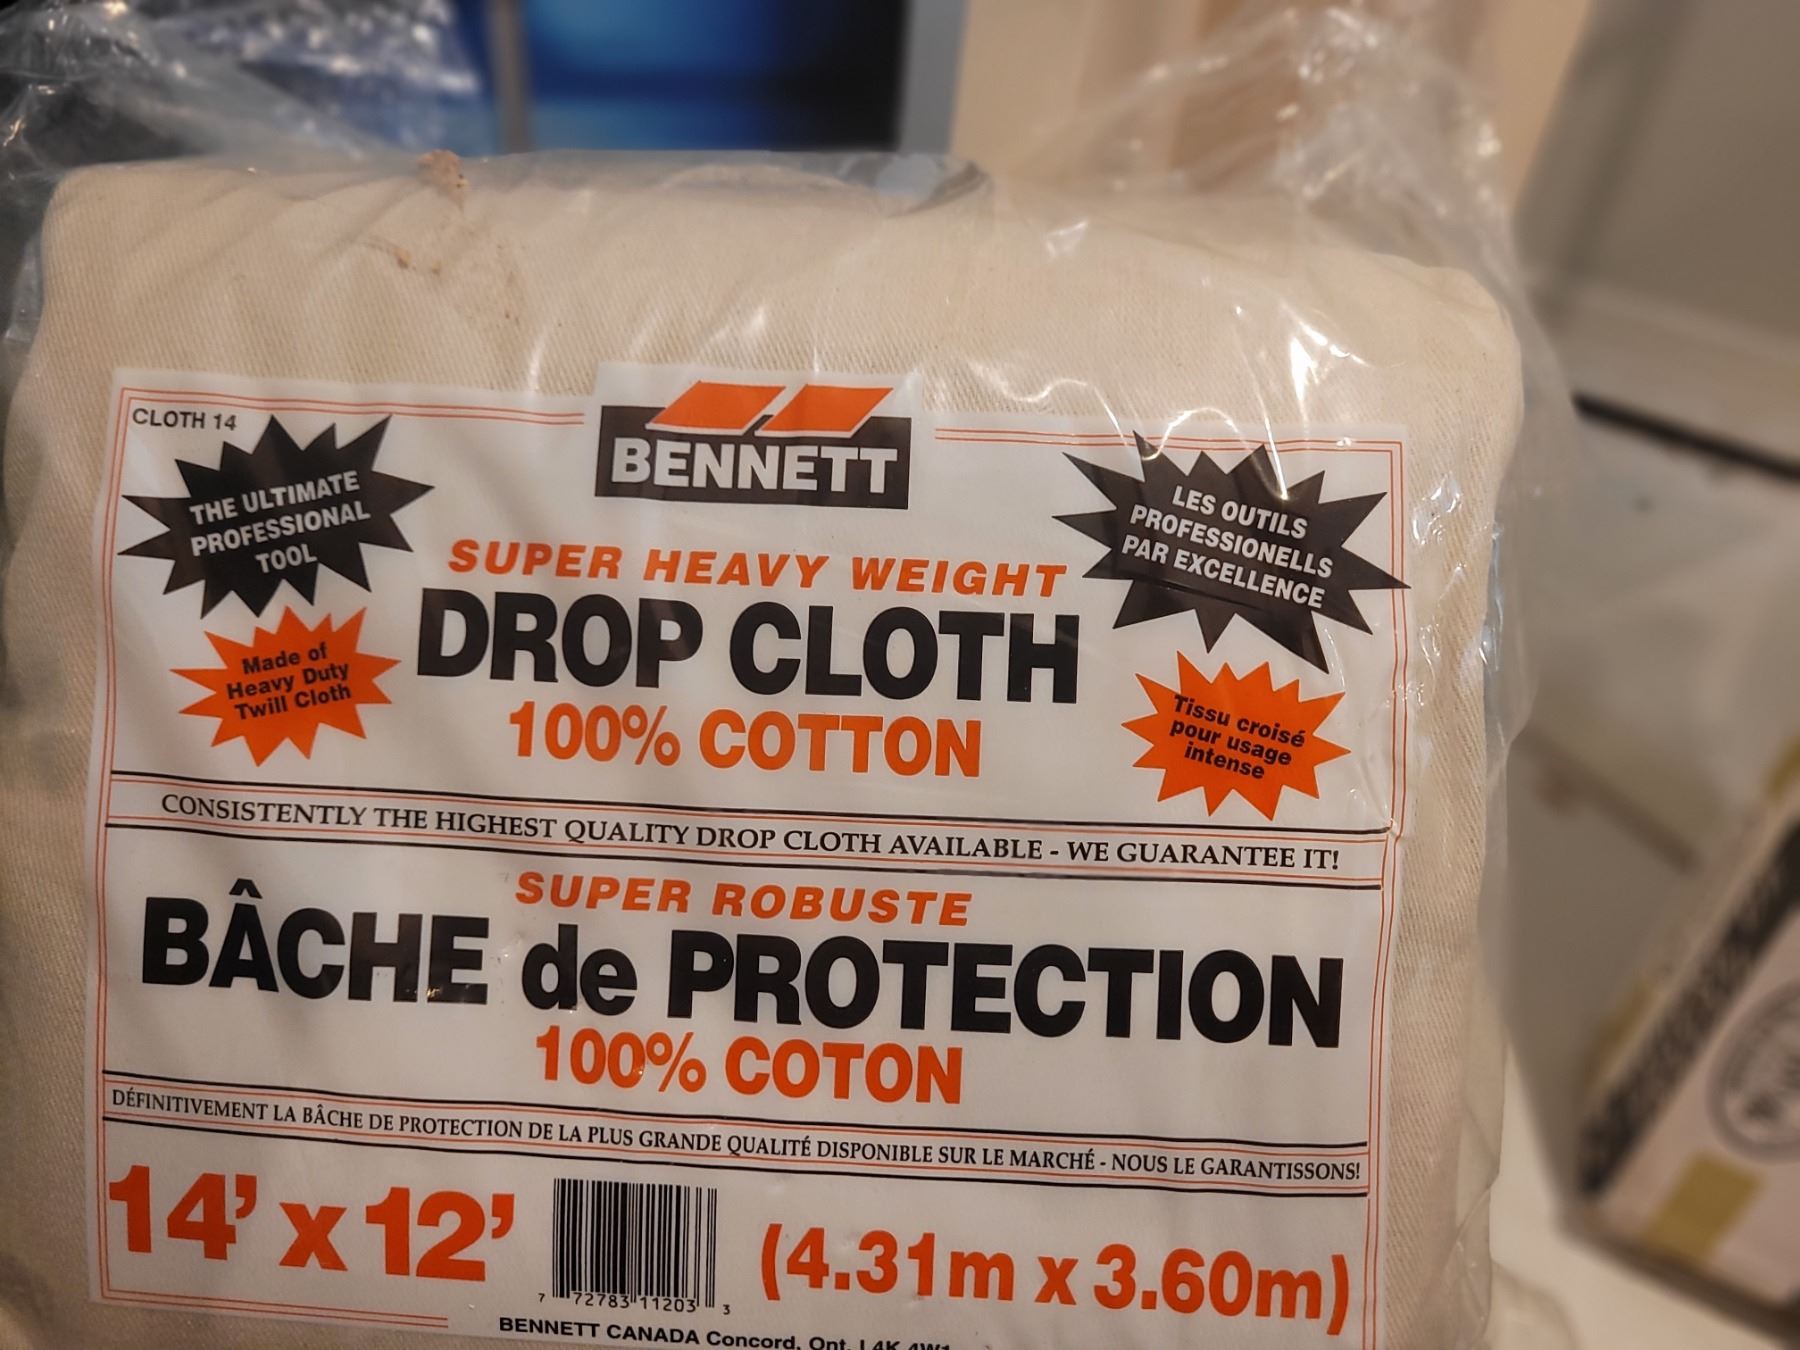 CLOTH 14
BENNETT
THE ULTIMATE
PROFESSIONAL
TOOL
LES OUTILS
PROFESSIONELLS
PAR EXCELLENCE
SUPER HEAVY WEIGHT
DROP CLOTH
100% COTTON
Made of
Heavy Duty
Twill Cloth
Tissu croisé
pour usage
intense
CONSISTENTLY THE HIGHEST QUALITY DROP CLOTH AVAILABLE - WE GUARANTEE IT!
SUPER ROBUSTE
BÂCHE de PROTECTION
100% COTON
DÉFINITIVEMENT LA BÂCHE DE PROTECTION DE LA PLUS GRANDE QUALITÉ DISPONIBLE SUR LE MARCHÉ - NOUS LE GARANTISSONS!
14' x 12'
(4.31m x 3.60m)
7 72783 11203 3
BENNETT CANADA Concord, Ont. L4K 4W1